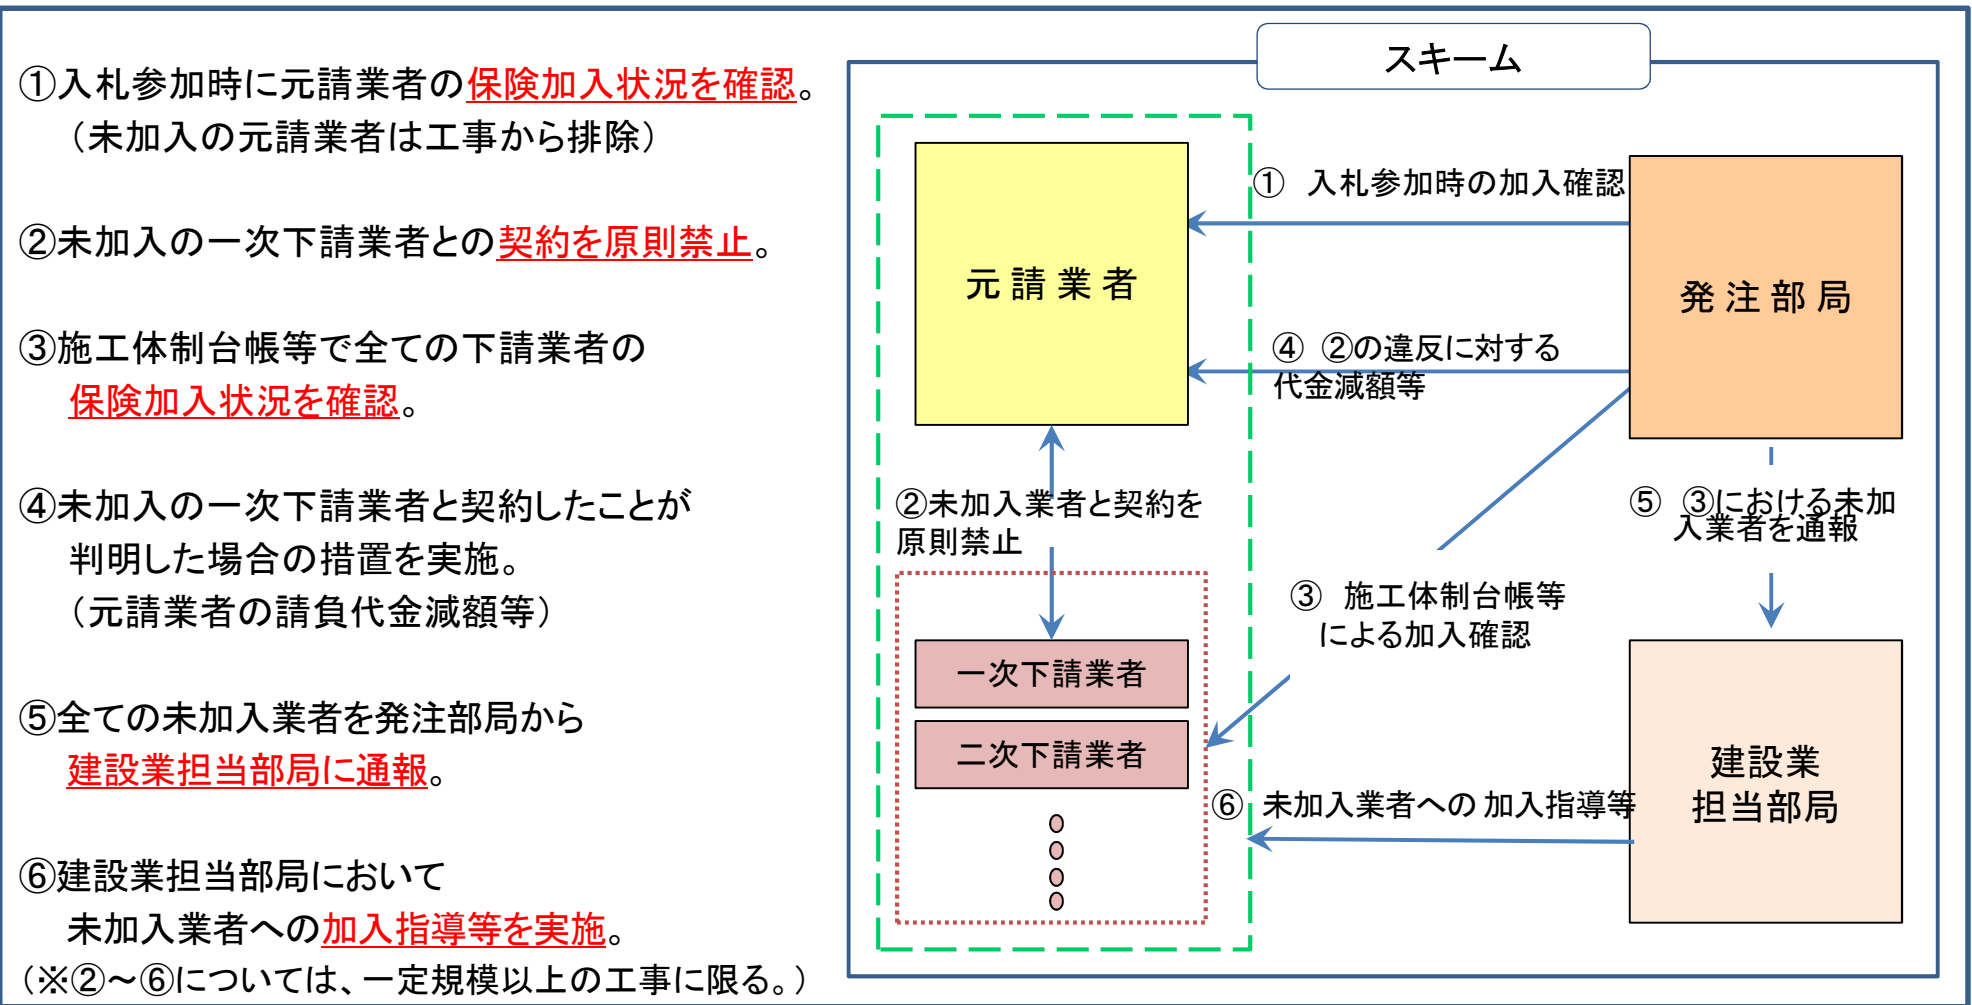 ①入札参加時に元請業者の保険加入状況を確認。
（未加入の元請業者は工事から排除）
②未加入の一次下請業者との契約を原則禁止。
③施工体制台帳等で全ての下請業者の
保険加入状況を確認。
④未加入の一次下請業者と契約したことが
判明した場合の措置を実施。
（元請業者の請負代金減額等）
⑤全ての未加入業者を発注部局から
建設業担当部局に通報。
⑥建設業担当部局において
未加入業者への加入指導等を実施。
（※②～⑥については、一定規模以上の工事に限る。）
スキーム
元請業者
① 入札参加時の加入確認
発注部局
④ ②の違反に対する
代金減額等
②未加入業者と契約を
原則禁止
⑤ ③における未加
入業者を通報
③ 施工体制台帳等
による加入確認
一次下請業者
二次下請業者
⑥ 未加入業者への加入指導等
建設業
担当部局